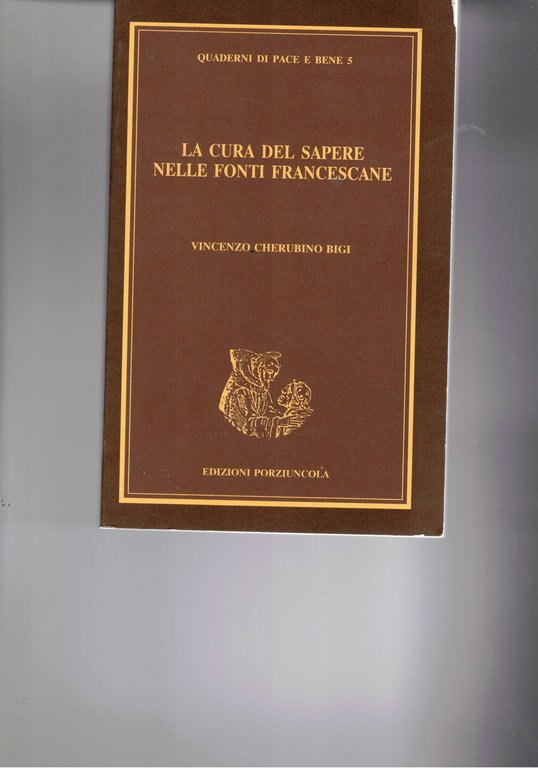 QUADERNI DI PACE E BENE 5
LA CURA DEL SAPERE
NELLE FONTI FRANCESCANE
VINCENZO CHERUBINO BIGI
EDIZIONI PORZIUNCOLA